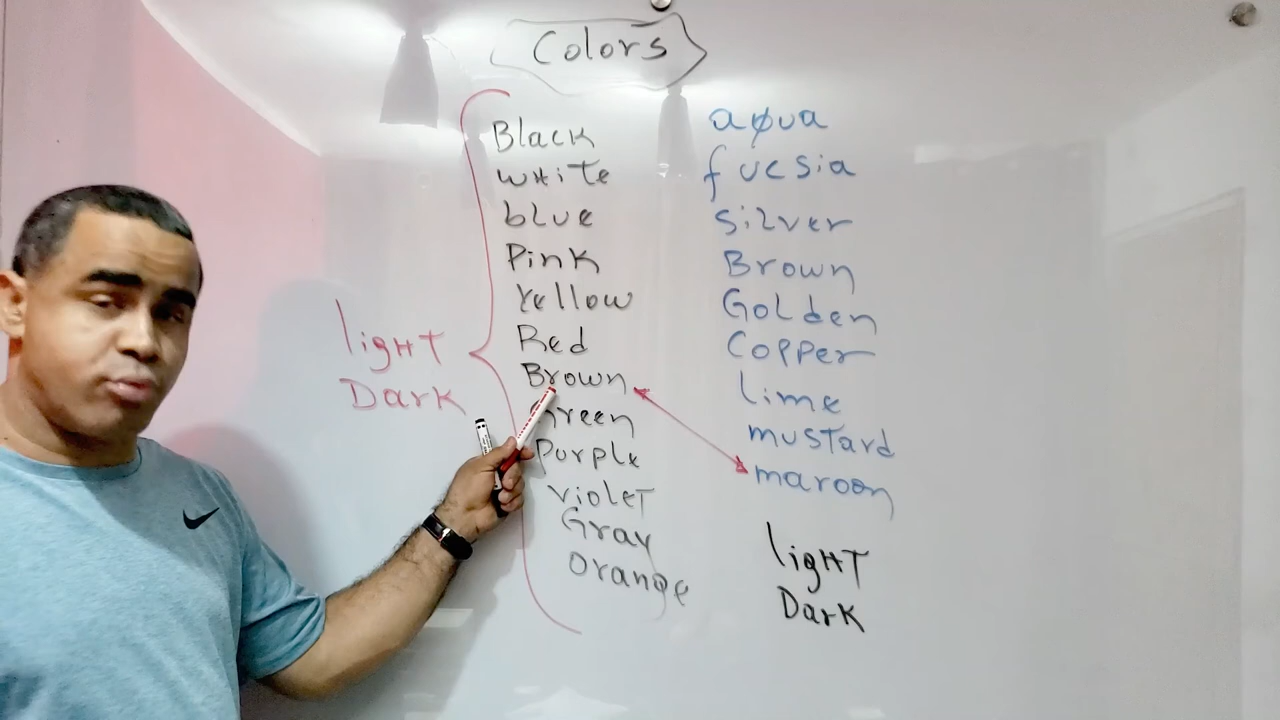 Colors
Black
wHiTe
bLue
Pink
Yellow
Red
Brown
Green
Purple
violeT
Gray
orange
aqua
fucsia
silver
Brown
Golden
Copper
lime
musTard
maroon
ligHT
Dark
ligHT
Dark